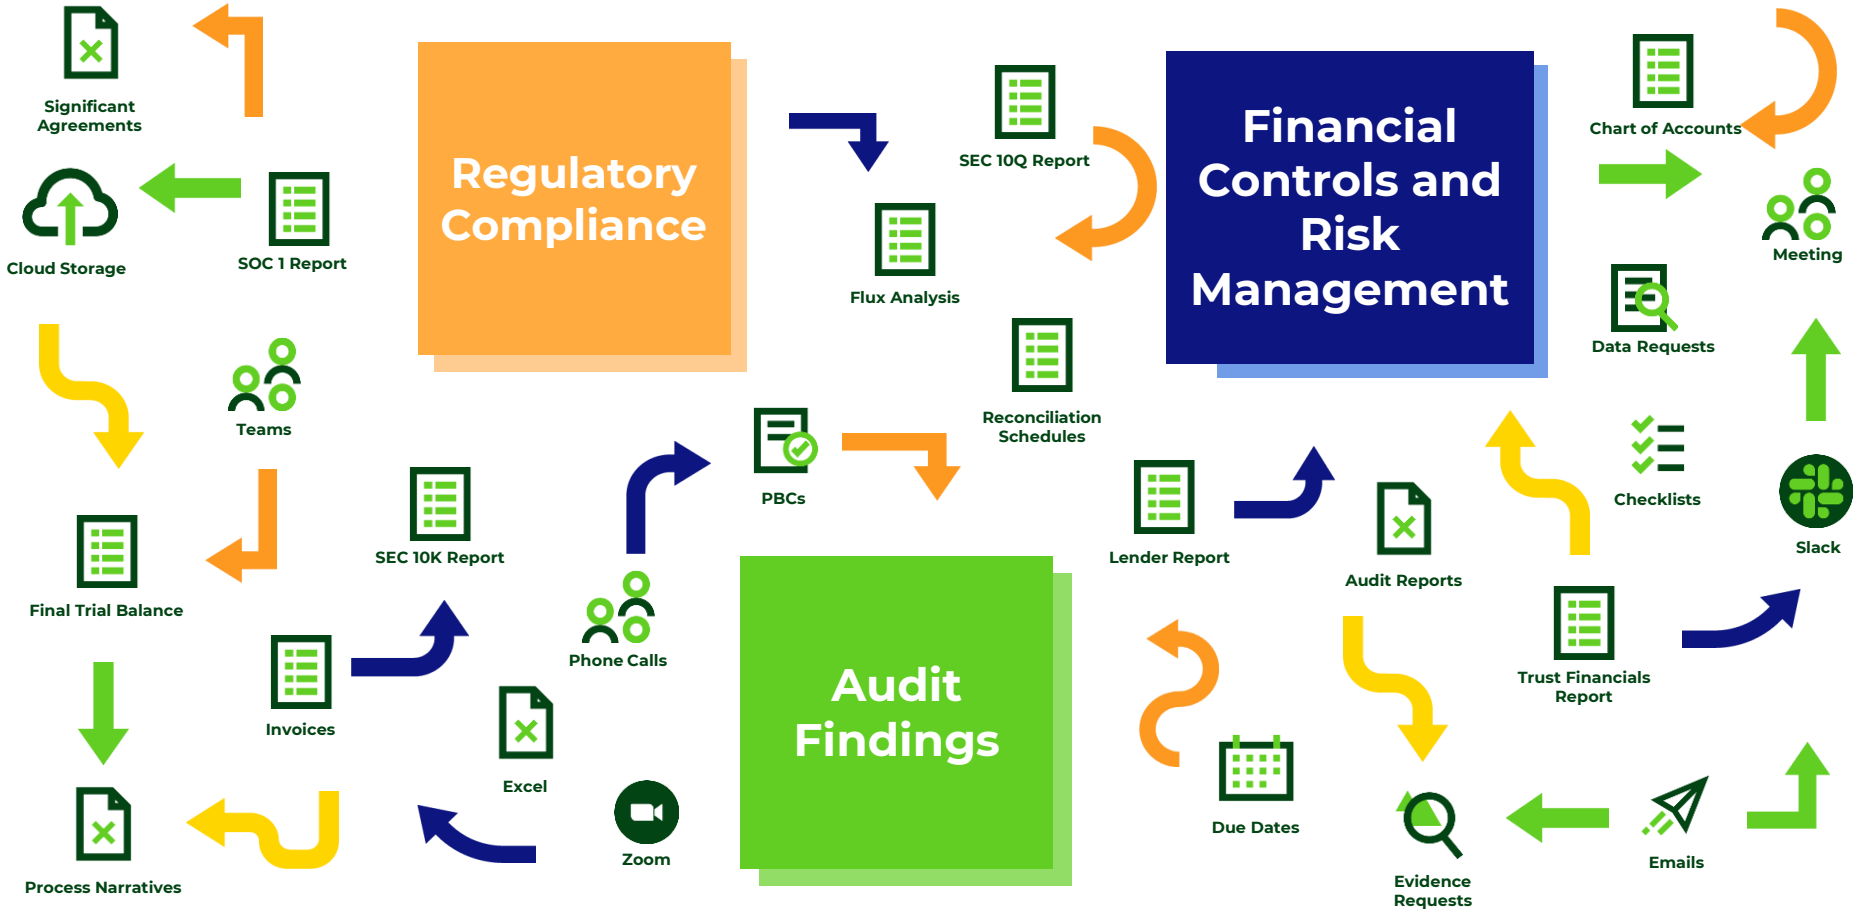 Significant
Agreements
Cloud Storage
SOC 1 Report
Regulatory
Compliance
SEC 10Q Report
Flux Analysis
Financial
Controls and
Risk
Management
Chart of Accounts
Meeting
Data Requests
Teams
Reconciliation
Schedules
PBCs
Checklists
Slack
SEC 10K Report
Final Trial Balance
Lender Report
Audit Reports
Phone Calls
Trust Financials
Report
Invoices
Audit
Findings
Excel
Zoom
Due Dates
Process Narratives
Evidence
Requests
Emails